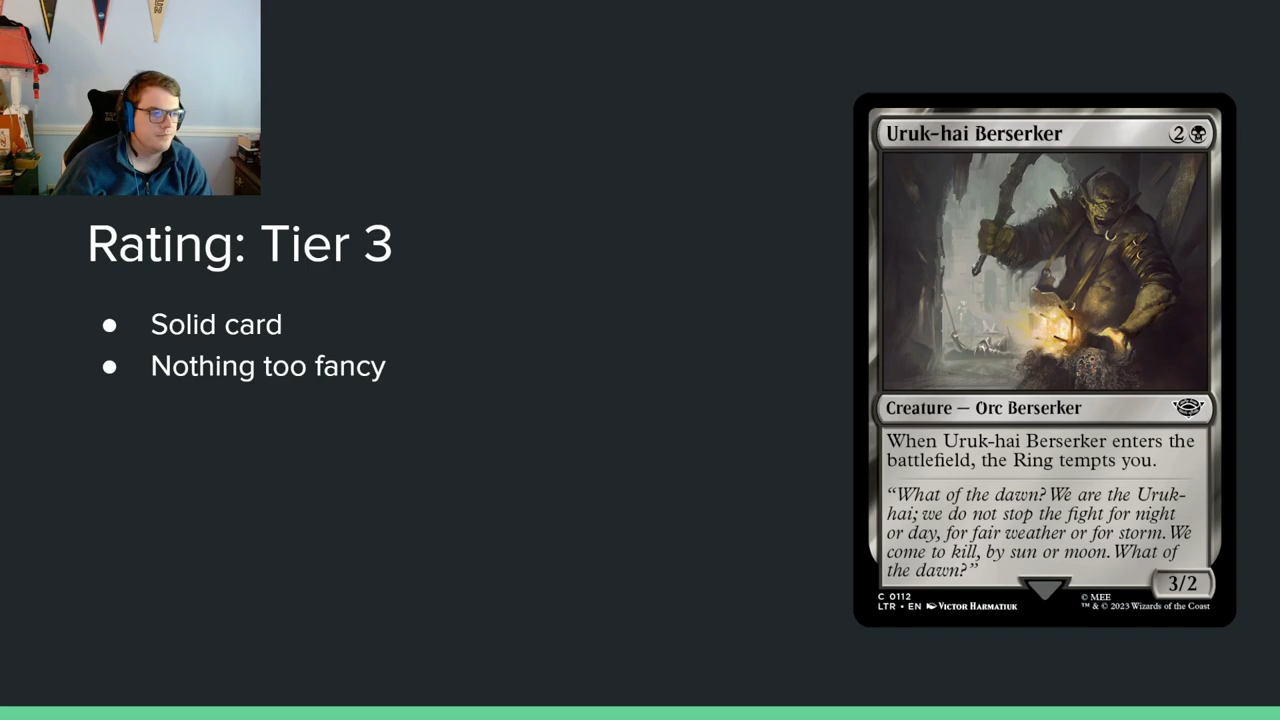 Rating: Tier 3
● Solid card
● Nothing too fancy
Uruk-hai Berserker 2
Creature — Orc Berserker
When Uruk-hai Berserker enters the
battlefield, the Ring tempts you.
“What of the dawn? We are the Uruk-
hai; we do not stop the fight for night
or day, for fair weather or for storm. We
come to kill, by sun or moon. What of
the dawn?”
3/2
C 0112
LTR • EN Victor Harmatiuk
© MEE
™ & © 2023 Wizards of the Coast